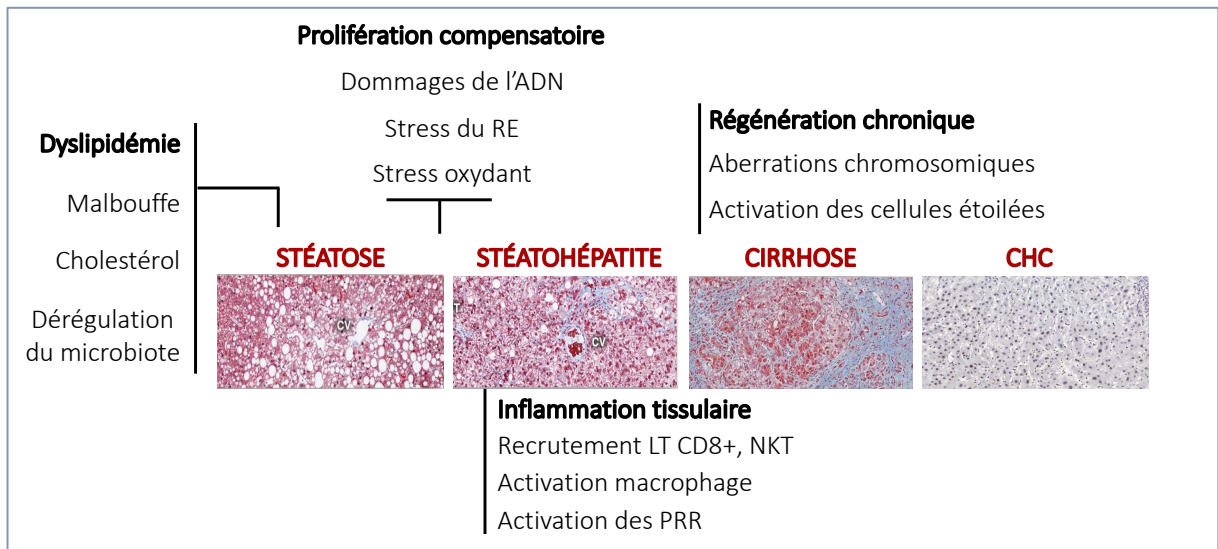 Prolifération compensatoire
Dommages de l’ADN
Stress du RE
Stress oxydant
Dyslipidémie
Malbouffe
Cholestérol
Dérégulation
du microbiote
Régénération chronique
Aberrations chromosomiques
Activation des cellules étoilées
STÉATOSE
STÉATOHÉPATITE
CIRRHOSE
CHC
CV
T
CV
Inflammation tissulaire
Recrutement LT CD8+, NKT
Activation macrophage
Activation des PRR